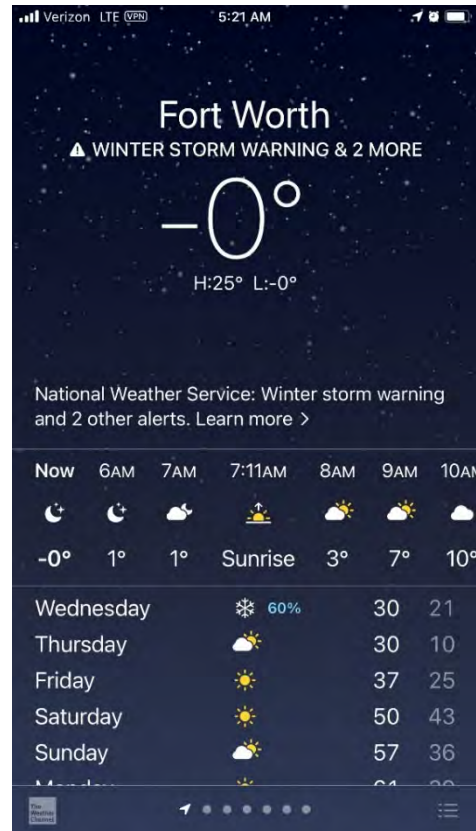 Verizon LTE VPN 5:21 AM
Fort Worth
WINTER STORM WARNING & 2 MORE
-0°
H:25° L:-0°
National Weather Service: Winter storm warning
and 2 other alerts. Learn more >
Now 6AM 7AM 7:11AM 8AM 9AM 10AM
-0° 1° 1° Sunrise 3° 7° 10°
Wednesday 60% 30 21
Thursday 30 10
Friday 37 25
Saturday 50 43
Sunday 57 36
The
Weather
Channel